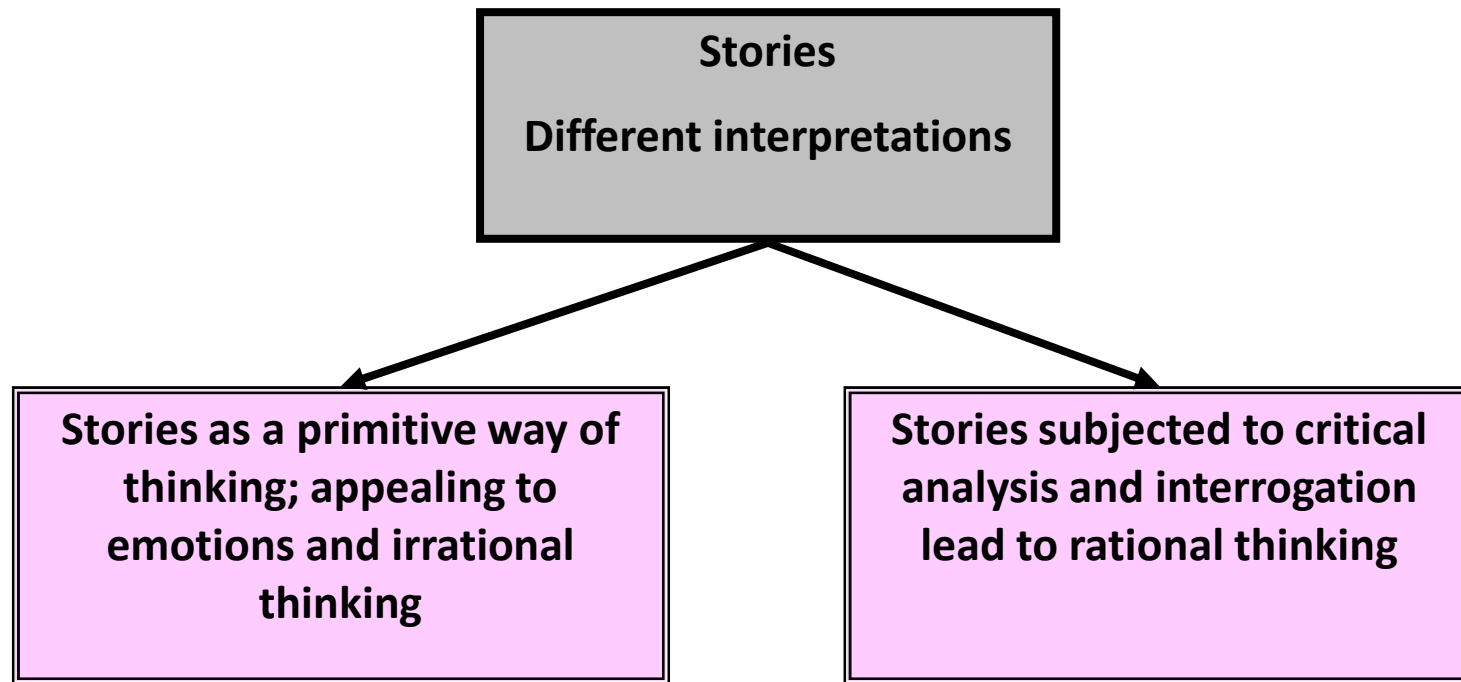 Stories
Different interpretations
Stories as a primitive way of
thinking; appealing to
emotions and irrational
thinking
Stories subjected to critical
analysis and interrogation
lead to rational thinking